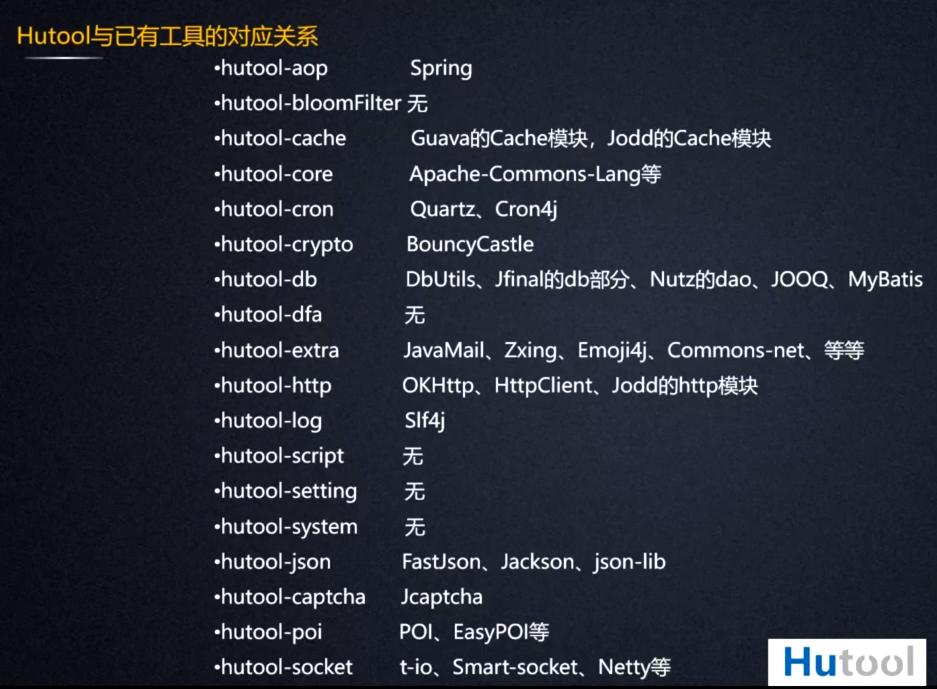 Hutool与已有工具的对应关系
•hutool-aop Spring
•hutool-bloomFilter 无
•hutool-cache Guava的Cache模块，Jodd的Cache模块
•hutool-core Apache-Commons-Lang等
•hutool-cron Quartz、Cron4j
•hutool-crypto BouncyCastle
•hutool-db DbUtils、Jfinal的db部分、Nutz的dao、JOOQ、MyBatis
•hutool-dfa 无
•hutool-extra JavaMail、Zxing、Emoji4j、Commons-net、等等
•hutool-http OKHttp、HttpClient、Jodd的http模块
•hutool-log Slf4j
•hutool-script 无
•hutool-setting 无
•hutool-system 无
•hutool-json FastJson、Jackson、json-lib
•hutool-captcha Jcaptcha
•hutool-poi POI、EasyPOI等
•hutool-socket t-io、Smart-socket、Netty等
Hutool